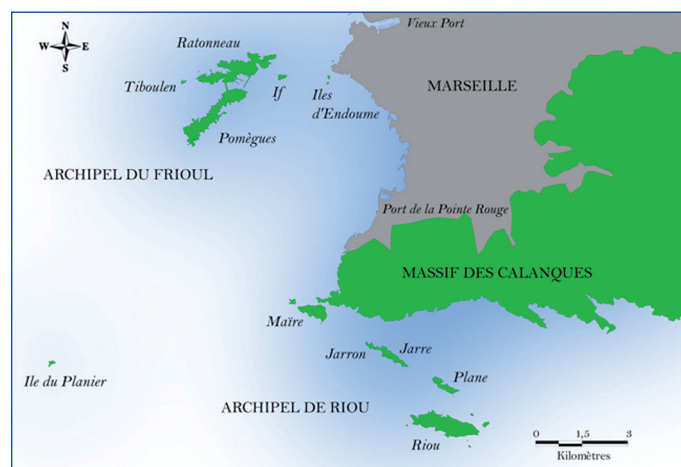 N
W E
S
Vieux Port
Ratonneau
Tiboulen
If
Iles
d'Endoume
MARSEILLE
Pomègues
ARCHIPEL DU FRIOUL
Port de la Pointe Rouge
MASSIF DES CALANQUES
Maïre
Jarron
Jarre
Plane
Ile du Planier
ARCHIPEL DE RIOU
Riou
0 1,5 3
Kilomètres